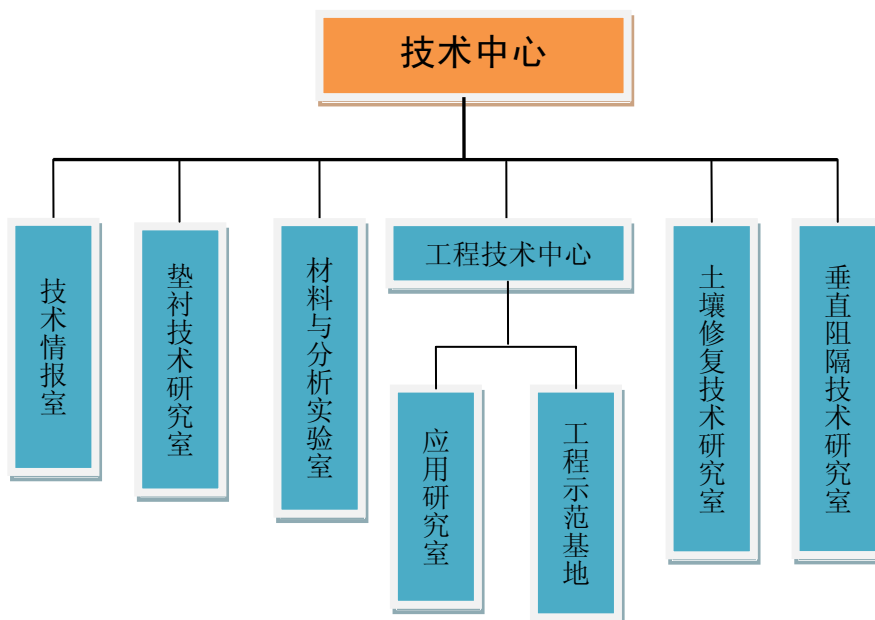 技术中心
技术情报室
垫衬技术研究室
材料与分析实验室
工程技术中心
应用研究室
工程示范基地
土壤修复技术研究室
垂直阻隔技术研究室